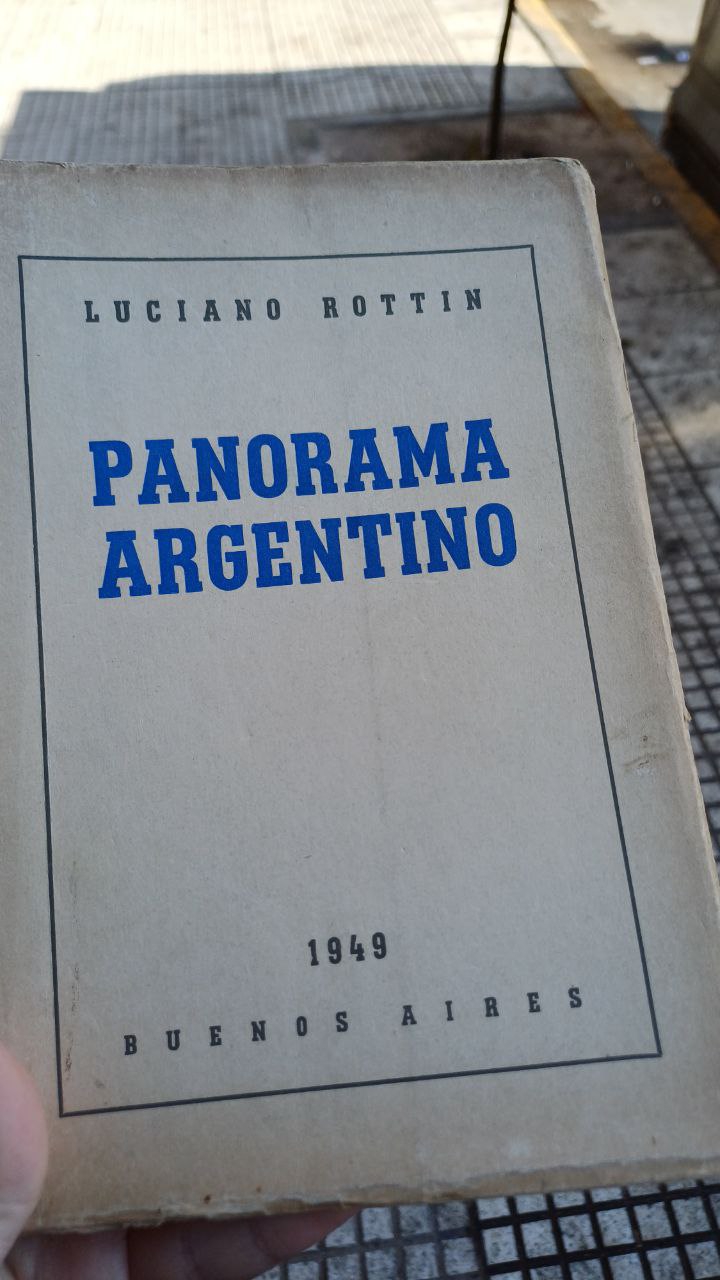 LUCIANO ROTTIN
PANORAMA
ARGENTINO
1949
BUENOS AIRES